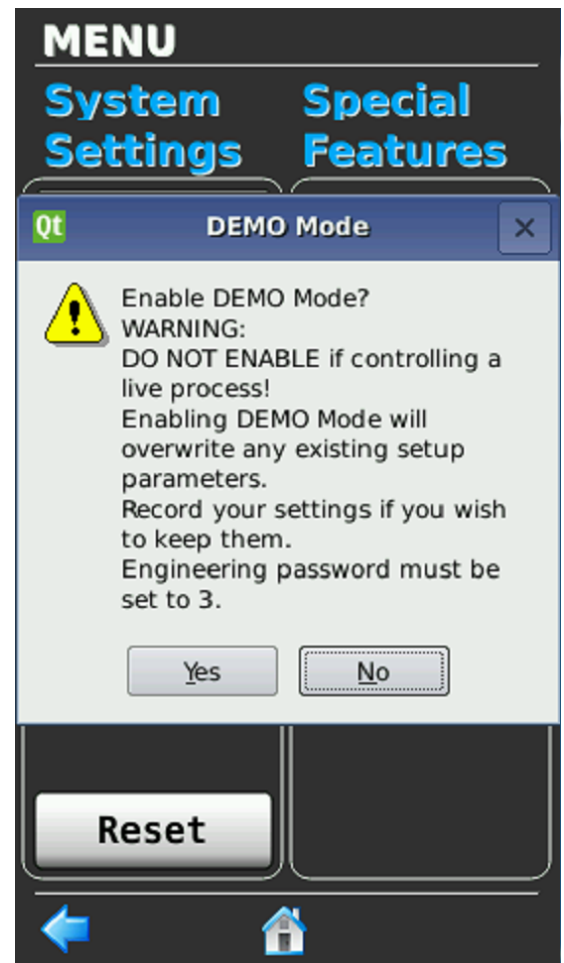 MENU
System Settings
Special Features
Qt
DEMO Mode
Enable DEMO Mode?
WARNING:
DO NOT ENABLE if controlling a
live process!
Enabling DEMO Mode will
overwrite any existing setup
parameters.
Record your settings if you wish
to keep them.
Engineering password must be
set to 3.
Yes
No
Reset